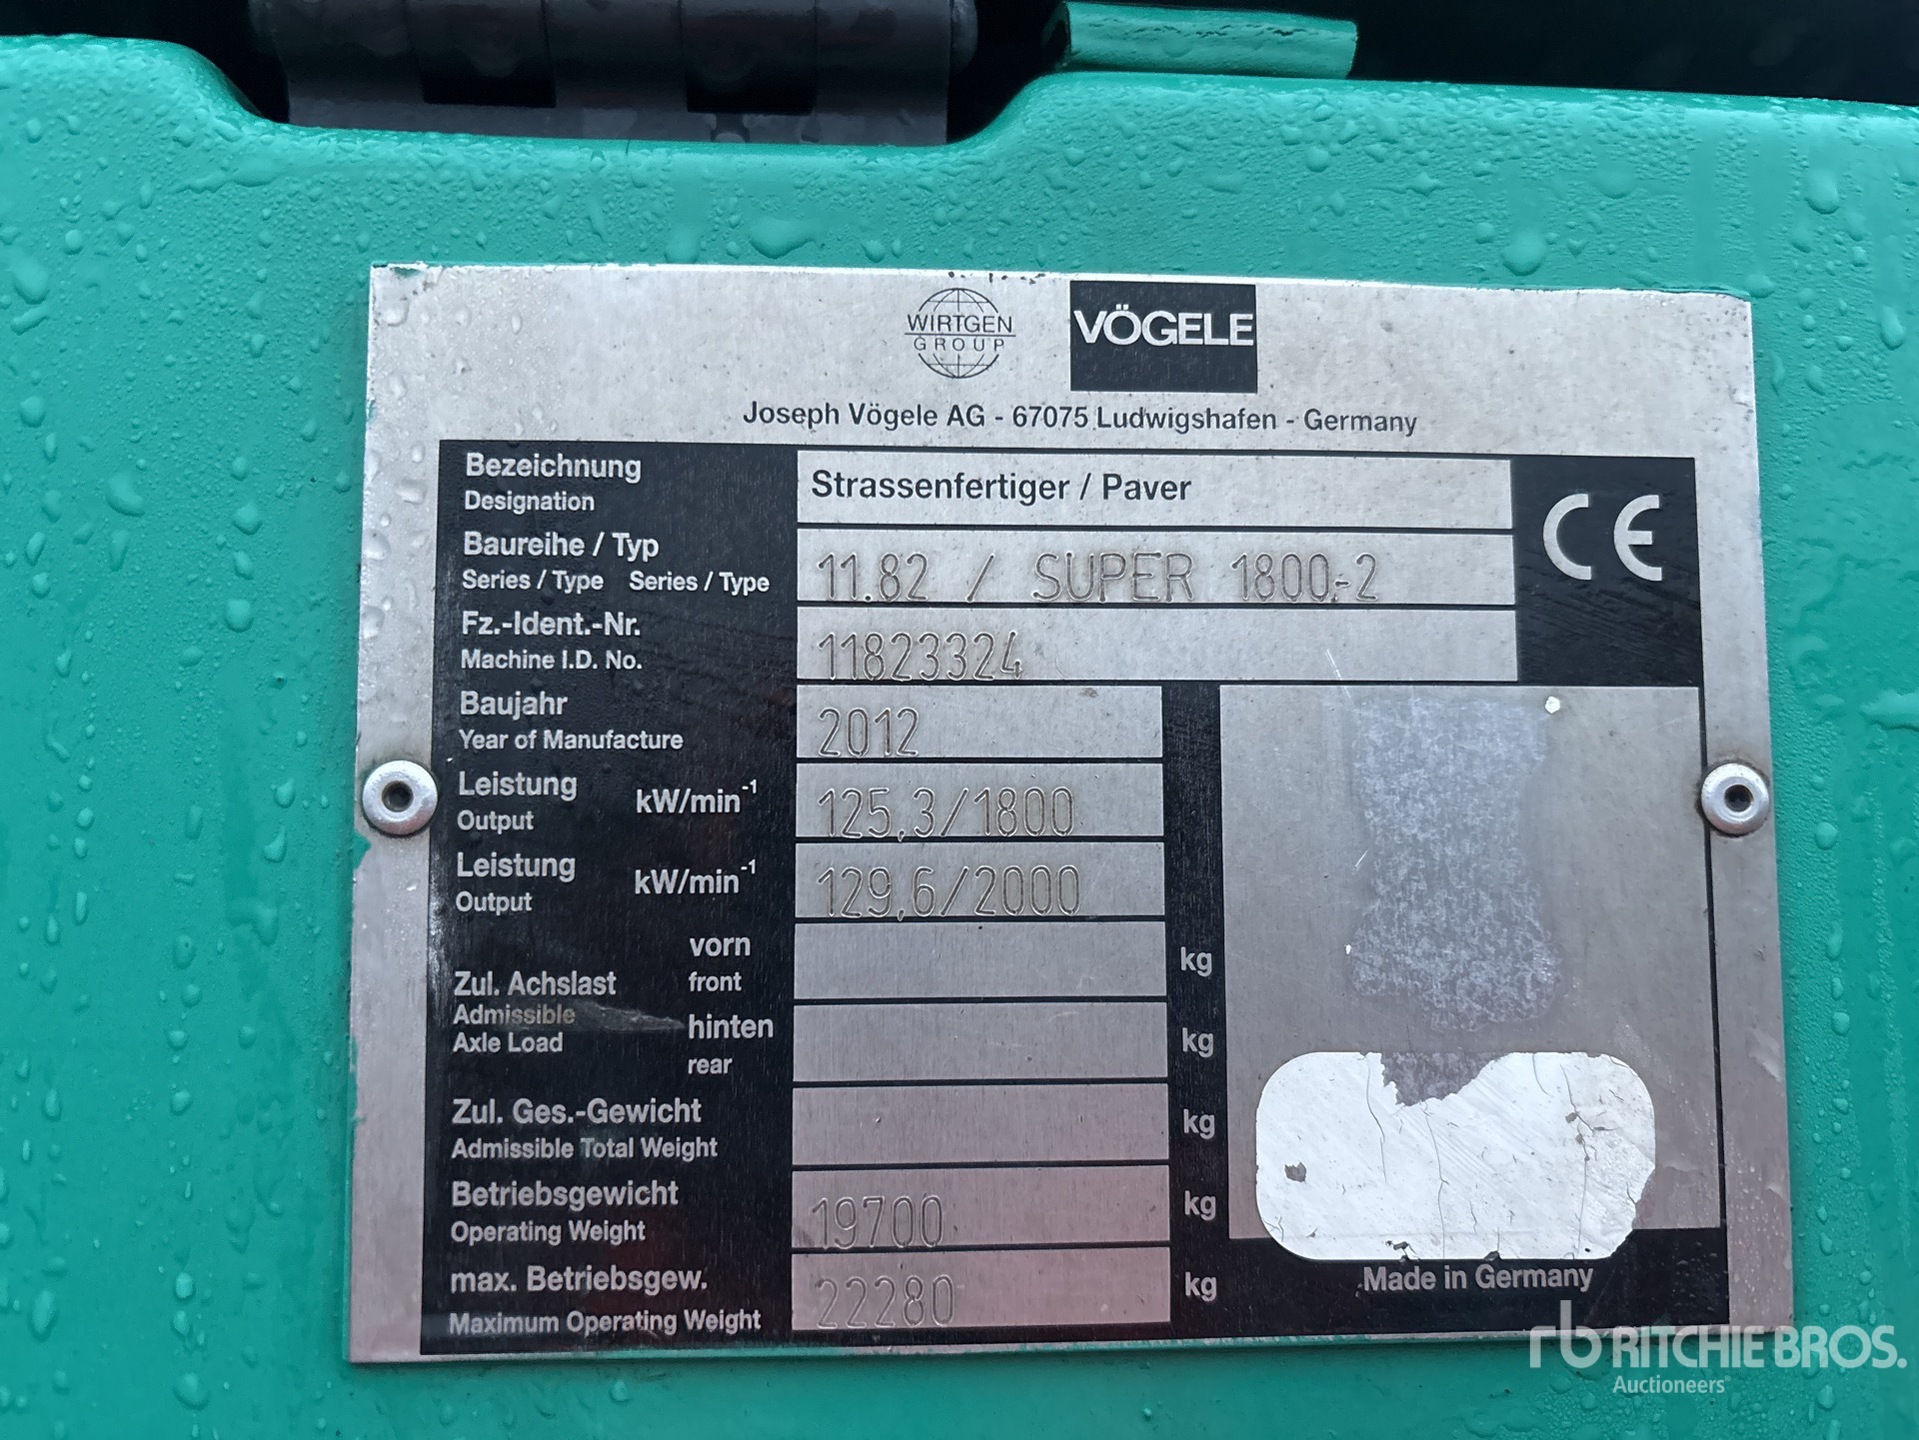 WIRTGEN
GROUP
VÖGELE
Joseph Vögele AG - 67075 Ludwigshafen - Germany
Bezeichnung
Designation
Strassenfertiger / Paver
CE
Baureihe / Typ
Series / Type Series / Type
11.82 / SUPER 1800-2
Fz.-Ident.-Nr.
Machine I.D. No.
11823324
Baujahr
Year of Manufacture
2012
Leistung kW/min-1
Output
125,3/1800
Leistung kW/min-1
Output
129,6/2000
Zul. Achslast
Admissible
Axle Load
vorn
front
kg
hinten
rear
kg
Zul. Ges.-Gewicht
Admissible Total Weight
kg
Betriebsgewicht
Operating Weight
19700
kg
max. Betriebsgew.
Maximum Operating Weight
22280
kg
Made in Germany
rb RITCHIE BROS.
Auctioneers